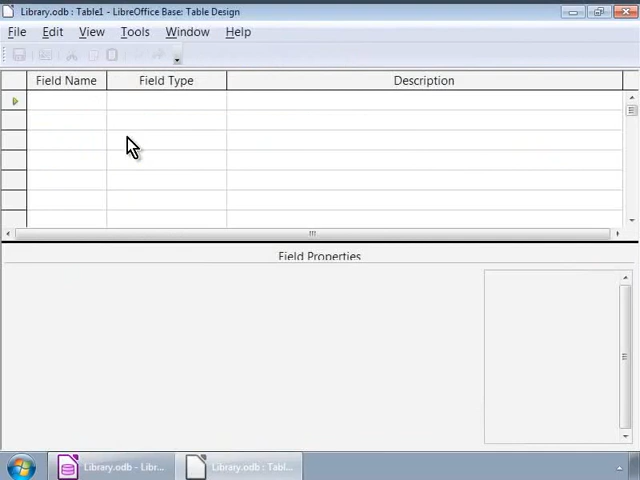 Library.odb : Table1 - LibreOffice Base: Table Design
File Edit View Tools Window Help
Field Name Field Type Description
Field Properties
Library.odb - Libr... Library.odb : Tabl...